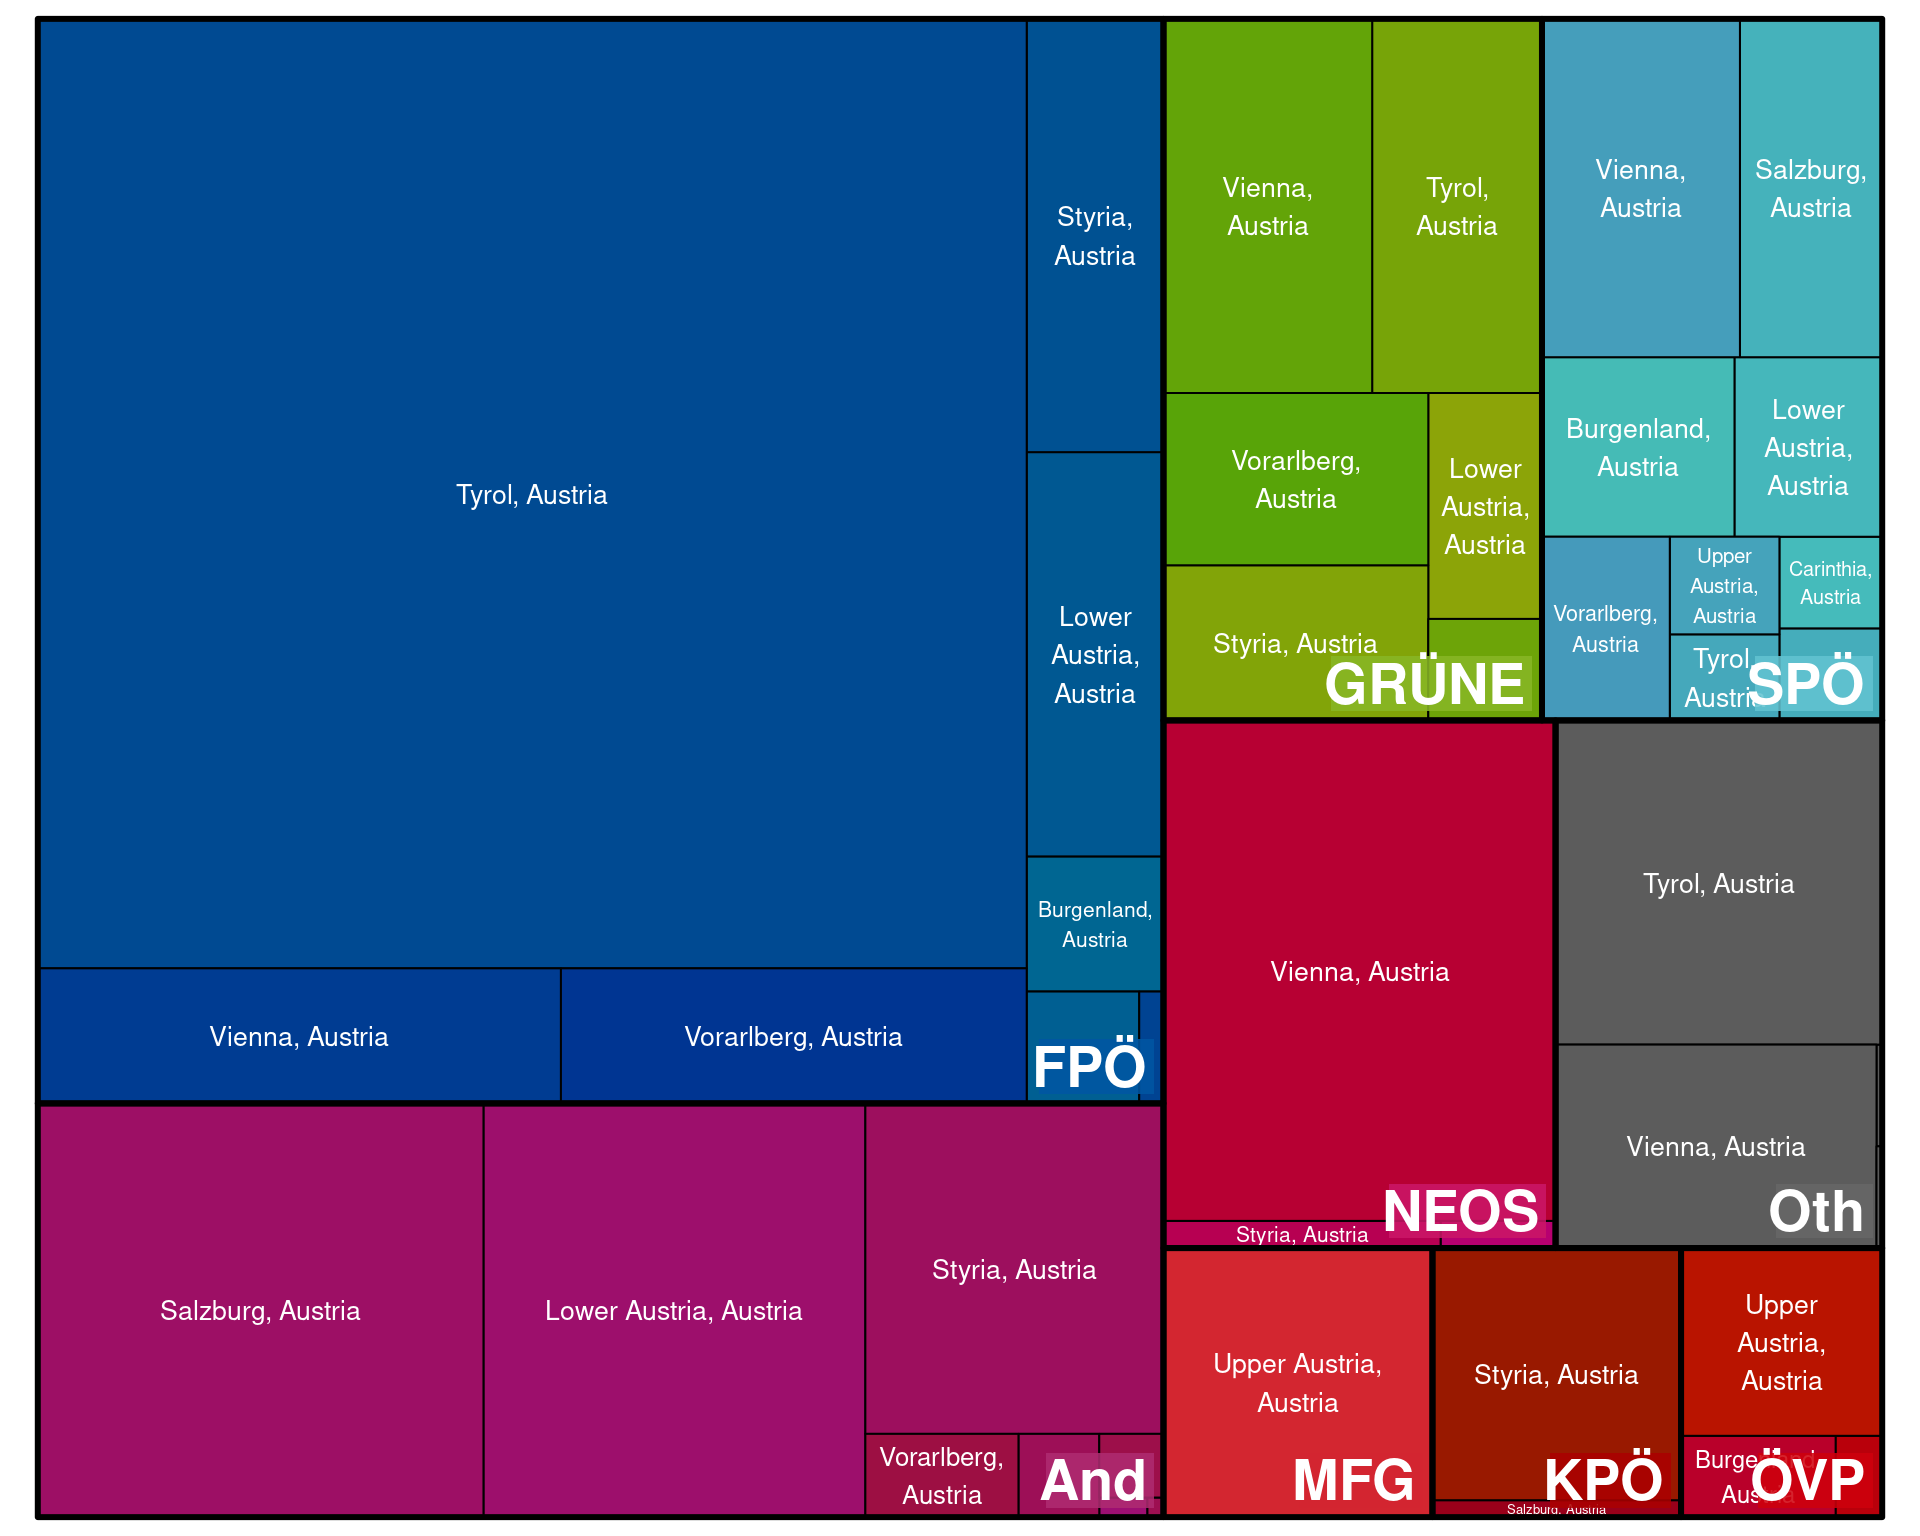 Tyrol, Austria
Styria,
Austria
Lower
Austria,
Austria
Burgenland,
Austria
Vienna, Austria
Vorarlberg, Austria
FPÖ
Vienna,
Austria
Tyrol,
Austria
Vorarlberg,
Austria
Lower
Austria,
Austria
Styria, Austria
GRÜNE
Vienna,
Austria
Salzburg,
Austria
Burgenland,
Austria
Lower
Austria,
Austria
Vorarlberg,
Austria
Upper
Austria,
Austria
Carinthia,
Austria
Tyrol,
Austria
SPÖ
Vienna, Austria
Styria, Austria
NEOS
Tyrol, Austria
Vienna, Austria
Oth
Salzburg, Austria
Lower Austria, Austria
Styria, Austria
Vorarlberg,
Austria
And
Upper Austria,
Austria
MFG
Styria, Austria
Salzburg, Austria
KPÖ
Upper
Austria,
Austria
Burgenland,
Austria
ÖVP